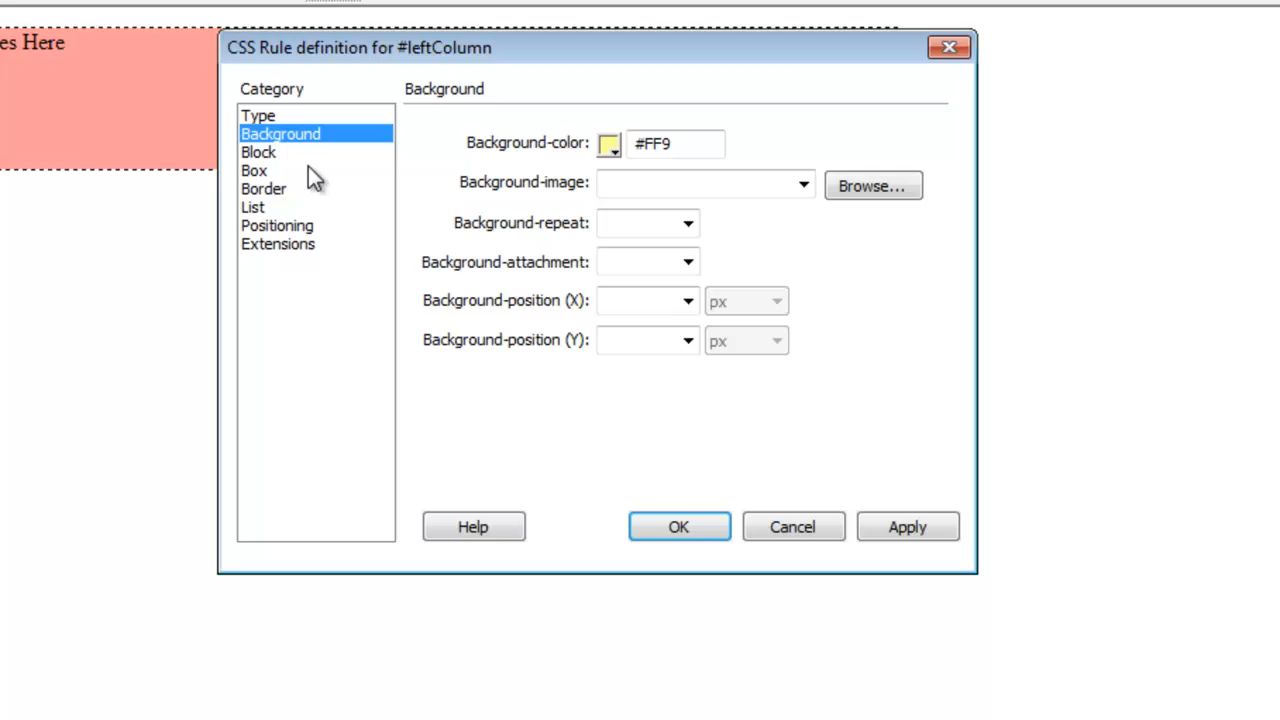 es Here
CSS Rule definition for #leftColumn
Category
Type
Background
Block
Box
Border
List
Positioning
Extensions
Background
Background-color: #FF9
Background-image: Browse...
Background-repeat:
Background-attachment:
Background-position (X): px
Background-position (Y): px
Help OK Cancel Apply